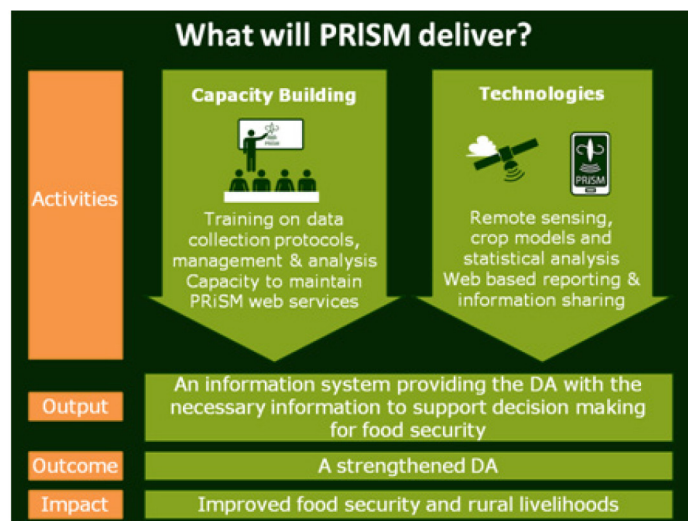 What will PRISM deliver?
Activities
Capacity Building
Training on data
collection protocols,
management & analysis
Capacity to maintain
PRiSM web services
Technologies
PRiSM
Remote sensing,
crop models and
statistical analysis
Web based reporting &
information sharing
Output
An information system providing the DA with the
necessary information to support decision making
for food security
Outcome
A strengthened DA
Impact
Improved food security and rural livelihoods